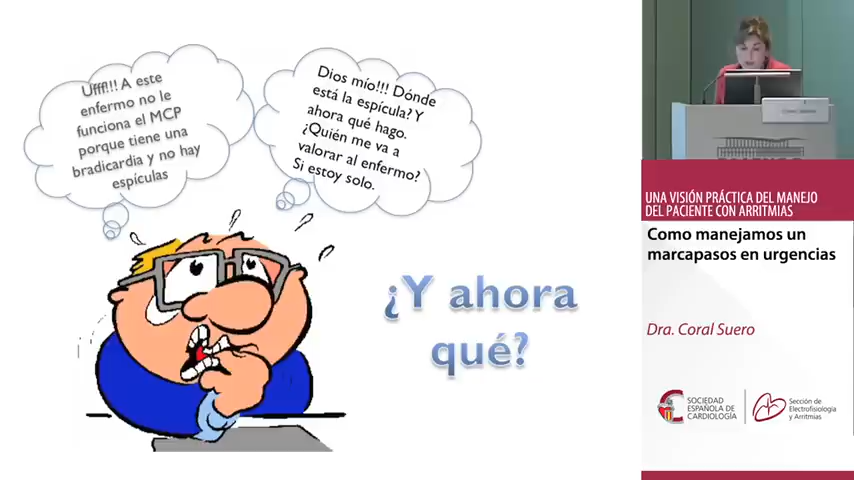 Ufff!!! A este
enfermo no le
funciona el MCP
porque tiene una
bradicardia y no hay
espículas
Dios mío!!! Dónde
está la espícula? Y
ahora qué hago.
¿Quién me va a
valorar al enfermo?
Si estoy solo.
¿Y ahora
qué?
UNA VISIÓN PRÁCTICA DEL MANEJO
DEL PACIENTE CON ARRITMIAS
Como manejamos un
marcapasos en urgencias
Dra. Coral Suero
SOCIEDAD
ESPAÑOLA DE
CARDIOLOGÍA
Sección de
Electrofisiología
y Arritmias